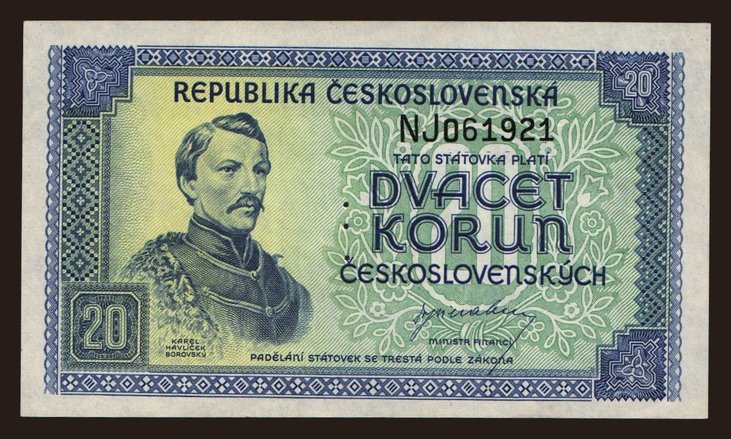 20
REPUBLIKA ČESKOSLOVENSKÁ
NJ061921
TATO STÁTOVKA PLATÍ
DVACET
KORUN
ČESKOSLOVENSKÝCH
MINISTR FINANCÍ
20
KAREL
HAVLÍČEK
BOROVSKÝ
PADĚLÁNÍ STÁTOVEK SE TRESTÁ PODLE ZÁKONA
20